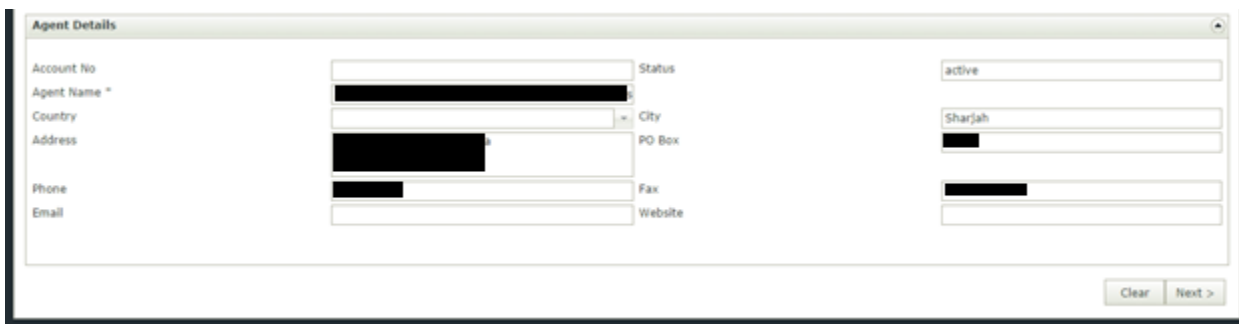 Agent Details
Account No
Status
active
Agent Name *
s
Country
City
Sharjah
Address
a
PO Box
Phone
Fax
Email
Website
Clear
Next >